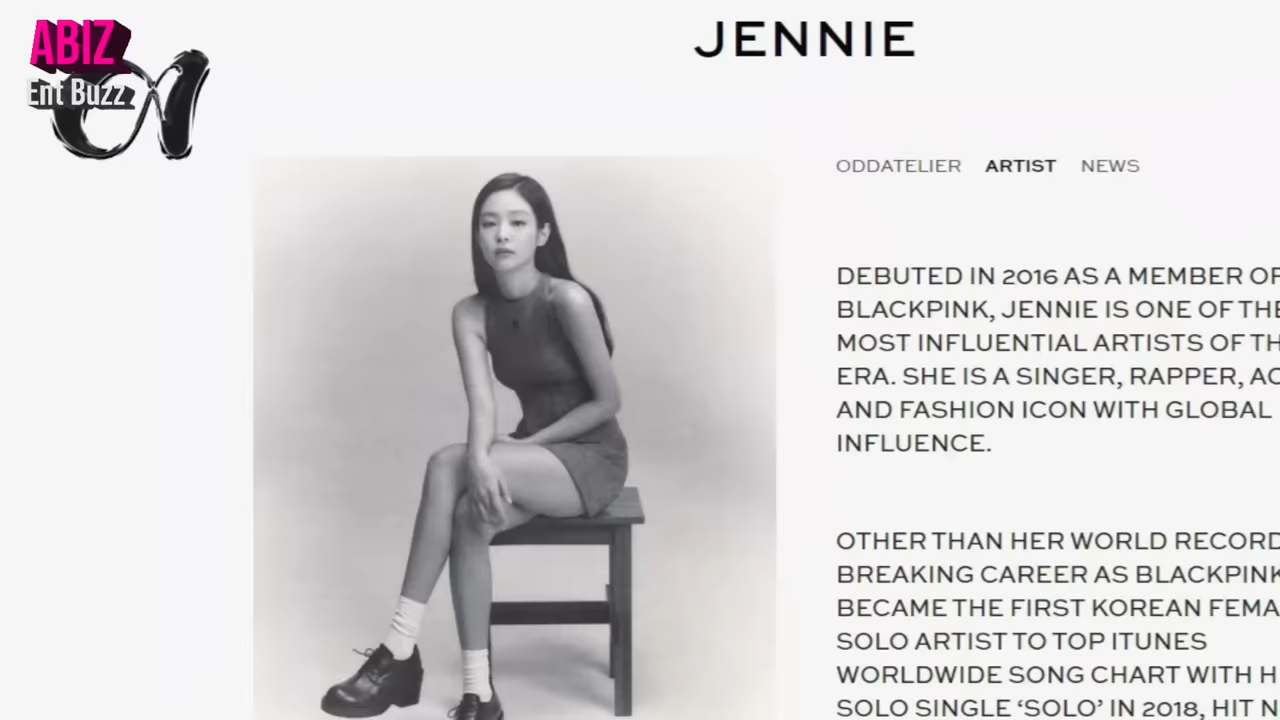 ABIZ
Ent Buzz
JENNIE
ODDATELIER ARTIST NEWS
DEBUTED IN 2016 AS A MEMBER OF
BLACKPINK, JENNIE IS ONE OF THE
MOST INFLUENTIAL ARTISTS OF TH
ERA. SHE IS A SINGER, RAPPER, AC
AND FASHION ICON WITH GLOBAL
INFLUENCE.
OTHER THAN HER WORLD RECORD
BREAKING CAREER AS BLACKPINK
BECAME THE FIRST KOREAN FEMA
SOLO ARTIST TO TOP ITUNES
WORLDWIDE SONG CHART WITH H
SOLO SINGLE ‘SOLO’ IN 2018, HIT N